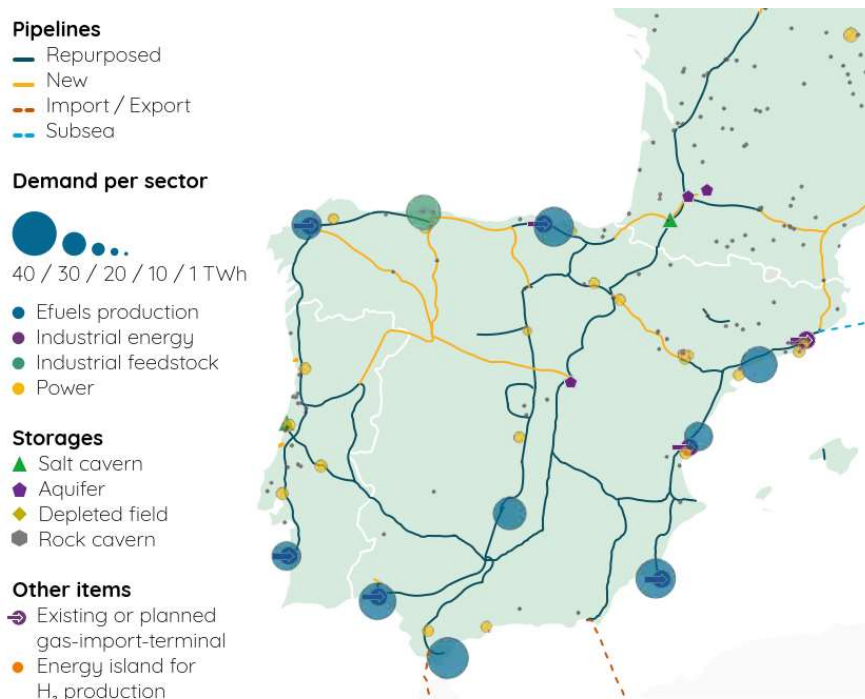 Pipelines
Repurposed
New
Import / Export
Subsea
Demand per sector
40 / 30 / 20 / 10 / 1 TWh
Efuels production
Industrial energy
Industrial feedstock
Power
Storages
Salt cavern
Aquifer
Depleted field
Rock cavern
Other items
Existing or planned
gas-import-terminal
Energy island for
H₂ production